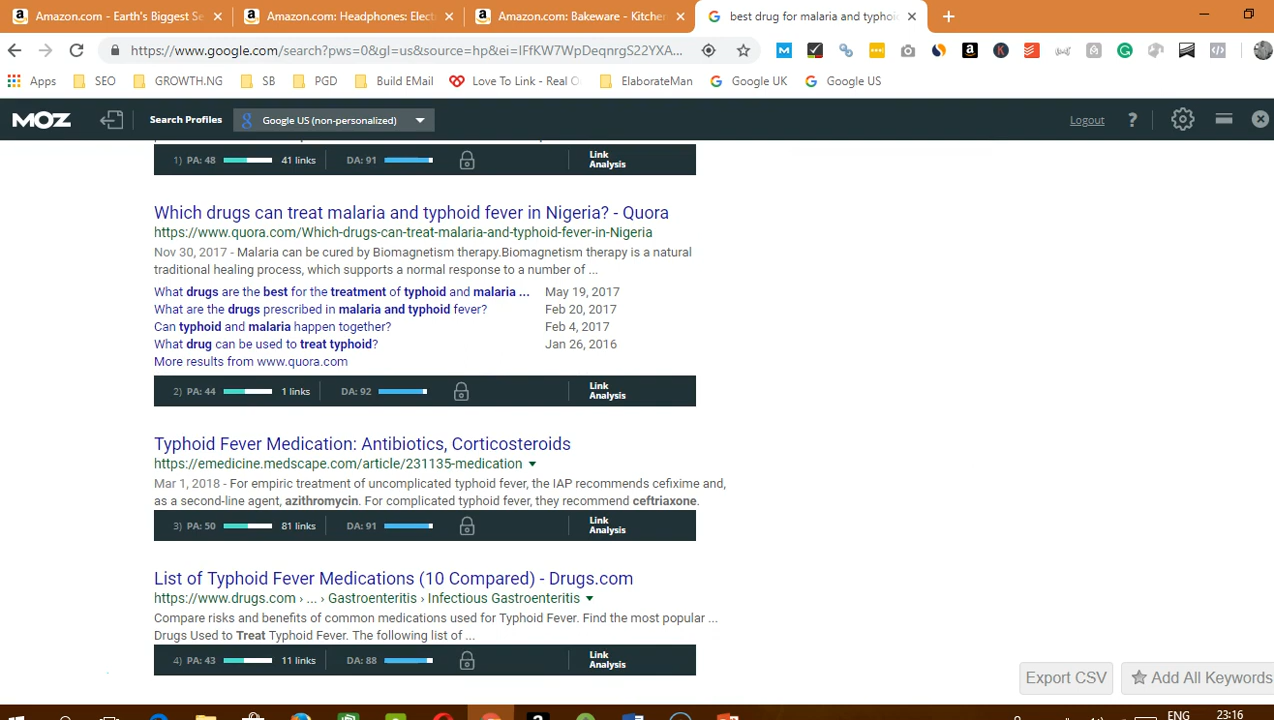 Amazon.com - Earth's Biggest Se
Amazon.com: Headphones: Elect
Amazon.com: Bakeware - Kitchen
best drug for malaria and typhoid
https://www.google.com/search?pws=0&gl=us&source=hp&ei=IFfKW7WpDeqnrgS22YXA...
Apps
SEO
GROWTH.NG
SB
PGD
Build EMail
Love To Link - Real O
ElaborateMan
Google UK
Google US
MOZ
Search Profiles
Google US (non-personalized)
Logout
?
1) PA: 48 41 links DA: 91 Link
Analysis
Which drugs can treat malaria and typhoid fever in Nigeria? - Quora
https://www.quora.com/Which-drugs-can-treat-malaria-and-typhoid-fever-in-Nigeria
Nov 30, 2017 - Malaria can be cured by Biomagnetism therapy.Biomagnetism therapy is a natural
traditional healing process, which supports a normal response to a number of ...
What drugs are the best for the treatment of typhoid and malaria ... May 19, 2017
What are the drugs prescribed in malaria and typhoid fever? Feb 20, 2017
Can typhoid and malaria happen together? Feb 4, 2017
What drug can be used to treat typhoid? Jan 26, 2016
More results from www.quora.com
2) PA: 44 1 links DA: 92 Link
Analysis
Typhoid Fever Medication: Antibiotics, Corticosteroids
https://emedicine.medscape.com/article/231135-medication
Mar 1, 2018 - For empiric treatment of uncomplicated typhoid fever, the IAP recommends cefixime and,
as a second-line agent, azithromycin. For complicated typhoid fever, they recommend ceftriaxone.
3) PA: 50 81 links DA: 91 Link
Analysis
List of Typhoid Fever Medications (10 Compared) - Drugs.com
https://www.drugs.com › ... › Gastroenteritis › Infectious Gastroenteritis
Compare risks and benefits of common medications used for Typhoid Fever. Find the most popular ...
Drugs Used to Treat Typhoid Fever. The following list of ...
4) PA: 43 11 links DA: 88 Link
Analysis
Export CSV
Add All Keywords
ENG
23:16